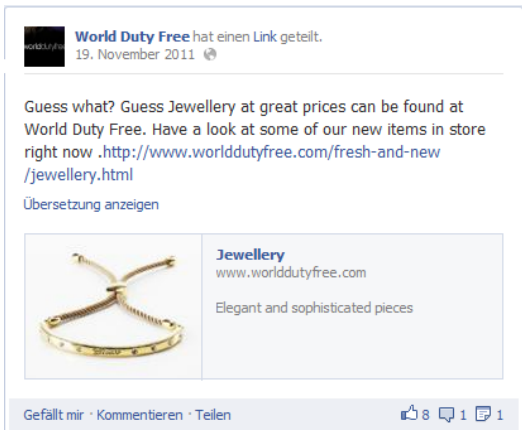 World Duty Free hat einen Link geteilt.
19. November 2011
Guess what? Guess Jewellery at great prices can be found at
World Duty Free. Have a look at some of our new items in store
right now .http://www.worlddutyfree.com/fresh-and-new
/jewellery.html
Übersetzung anzeigen
Jewellery
www.worlddutyfree.com
Elegant and sophisticated pieces
Gefällt mir · Kommentieren · Teilen 8 1 1